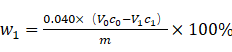 w₁ = 0.040×（V₀c₀−V₁c₁） / m × 100%